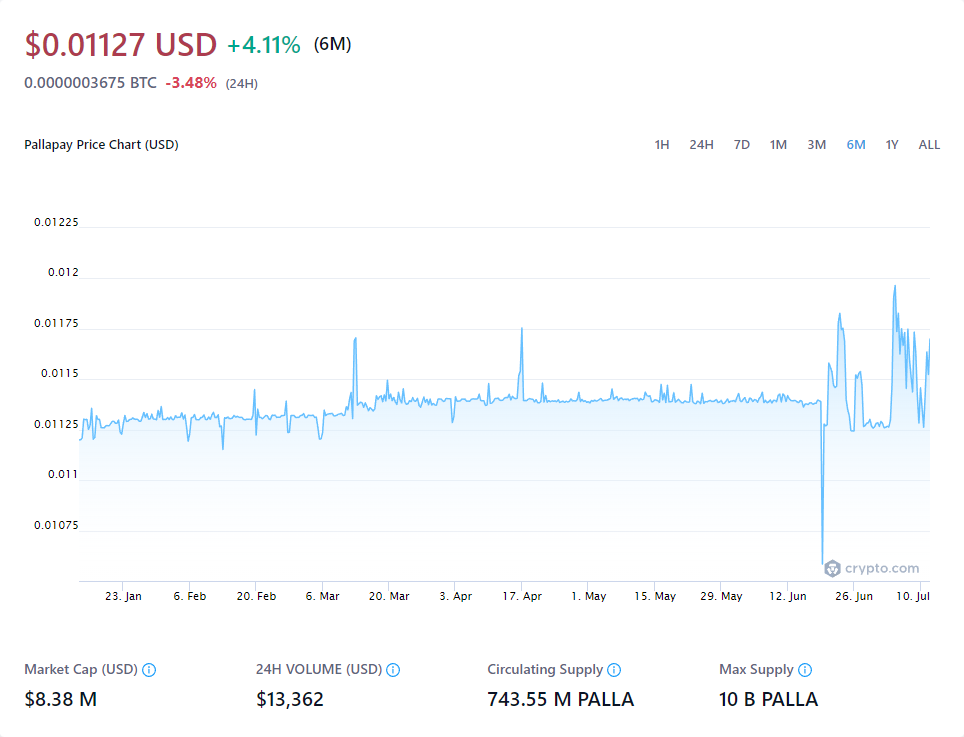 $0.01127 USD +4.11% (6M)
0.0000003675 BTC -3.48% (24H)
Pallapay Price Chart (USD) 1H 24H 7D 1M 3M 6M 1Y ALL
0.01225
0.012
0.01175
0.0115
0.01125
0.011
0.01075
crypto.com
23. Jan 6. Feb 20. Feb 6. Mar 20. Mar 3. Apr 17. Apr 1. May 15. May 29. May 12. Jun 26. Jun 10. Jul
Market Cap (USD) 24H VOLUME (USD) Circulating Supply Max Supply
$8.38 M $13,362 743.55 M PALLA 10 B PALLA